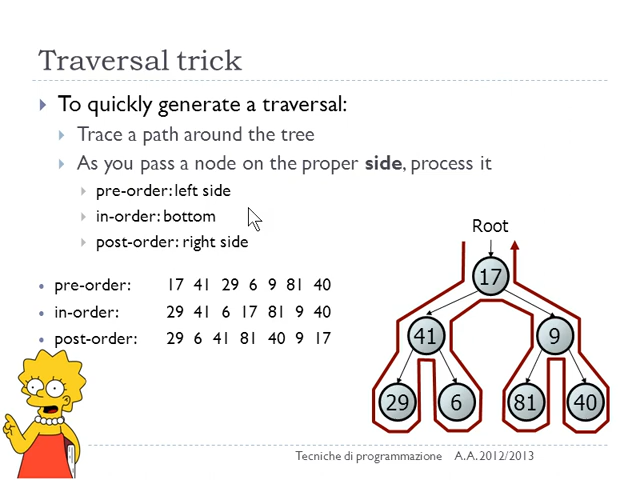 Traversal trick
To quickly generate a traversal:
Trace a path around the tree
As you pass a node on the proper side, process it
pre-order: left side
in-order: bottom
post-order: right side
pre-order: 17 41 29 6 9 81 40
in-order: 29 41 6 17 81 9 40
post-order: 29 6 41 81 40 9 17
Root
17
41 9
29 6 81 40
Tecniche di programmazione A.A. 2012/2013